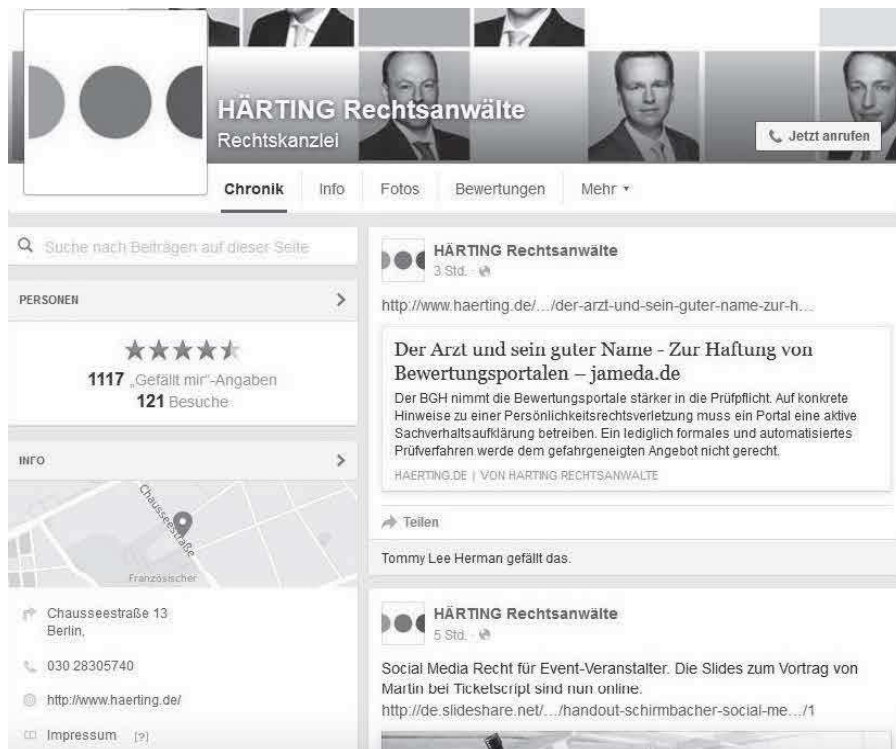 HÄRTING Rechtsanwälte
Rechtskanzlei
Jetzt anrufen
Chronik
Info
Fotos
Bewertungen
Mehr
Suche nach Beiträgen auf dieser Seite
PERSONEN
1117 „Gefällt mir"-Angaben
121 Besuche
INFO
Chausseestraße
Französischer
Chausseestraße 13
Berlin,
030 28305740
http://www.haerting.de/
Impressum [?]
HÄRTING Rechtsanwälte
3 Std. ·
http://www.haerting.de/…/der-arzt-und-sein-guter-name-zur-h…
Der Arzt und sein guter Name - Zur Haftung von
Bewertungsportalen – jameda.de
Der BGH nimmt die Bewertungsportale stärker in die Prüfpflicht. Auf konkrete
Hinweise zu einer Persönlichkeitsrechtsverletzung muss ein Portal eine aktive
Sachverhaltsaufklärung betreiben. Ein lediglich formales und automatisiertes
Prüfverfahren werde dem gefahrgeneigten Angebot nicht gerecht.
HAERTING.DE | VON HARTING RECHTSANWALTE
Teilen
Tommy Lee Herman gefällt das.
HÄRTING Rechtsanwälte
5 Std. ·
Social Media Recht für Event-Veranstalter. Die Slides zum Vortrag von
Martin bei Ticketscript sind nun online.
http://de.slideshare.net/…/handout-schirmbacher-social-me…/1